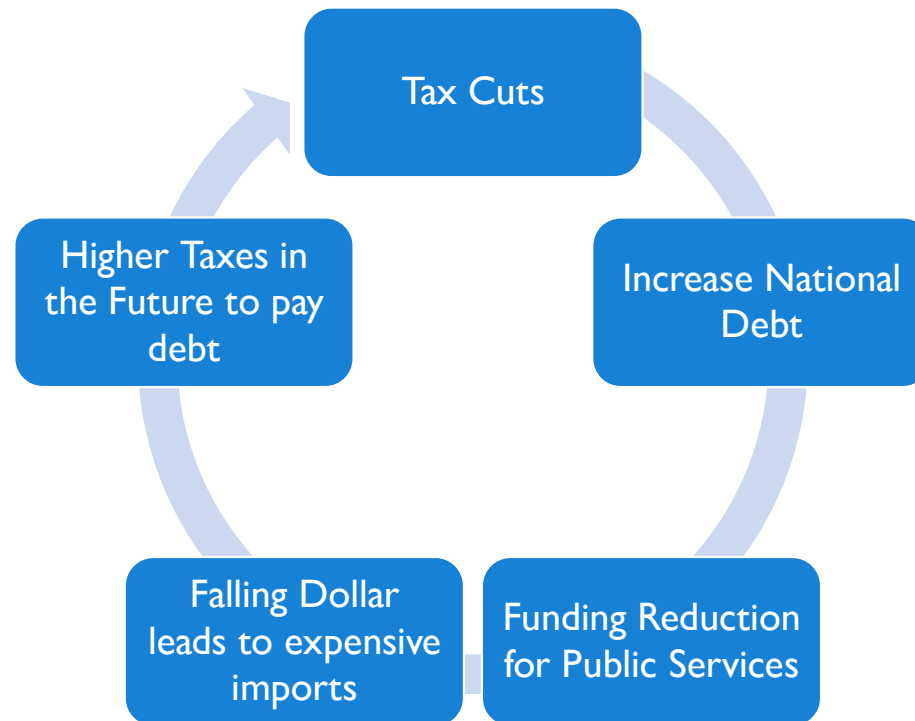 Tax Cuts
Increase National
Debt
Funding Reduction
for Public Services
Falling Dollar
leads to expensive
imports
Higher Taxes in
the Future to pay
debt